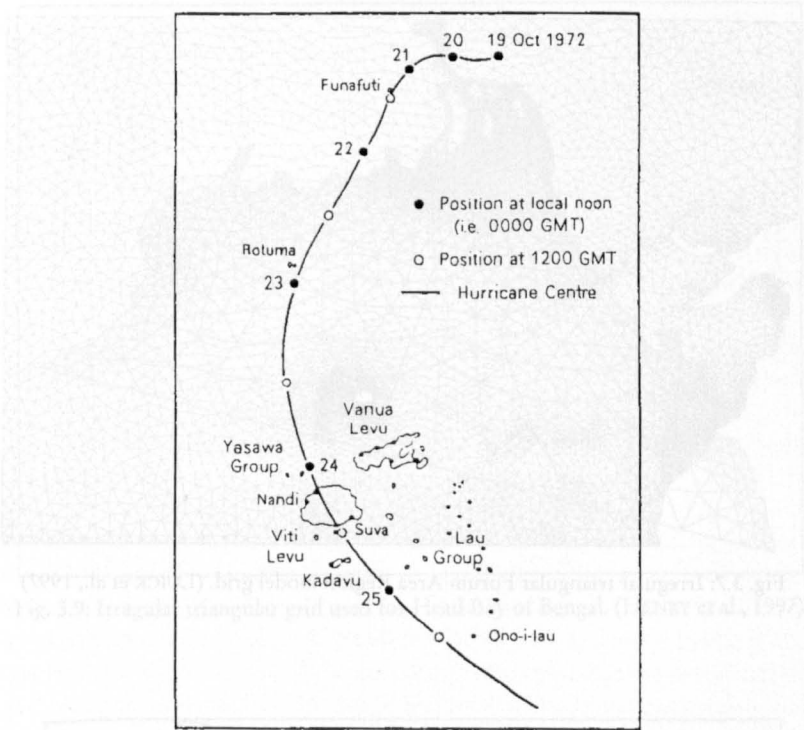 20 19 Oct 1972
21
Funafuti
22
● Position at local noon
(i.e. 0000 GMT)
Rotuma
○ Position at 1200 GMT
23
— Hurricane Centre
Vanua
Levu
Yasawa
Group
24
Nandi
Suva
Viti
Levu
Lau
Group
Kadavu
25
Ono-i-lau